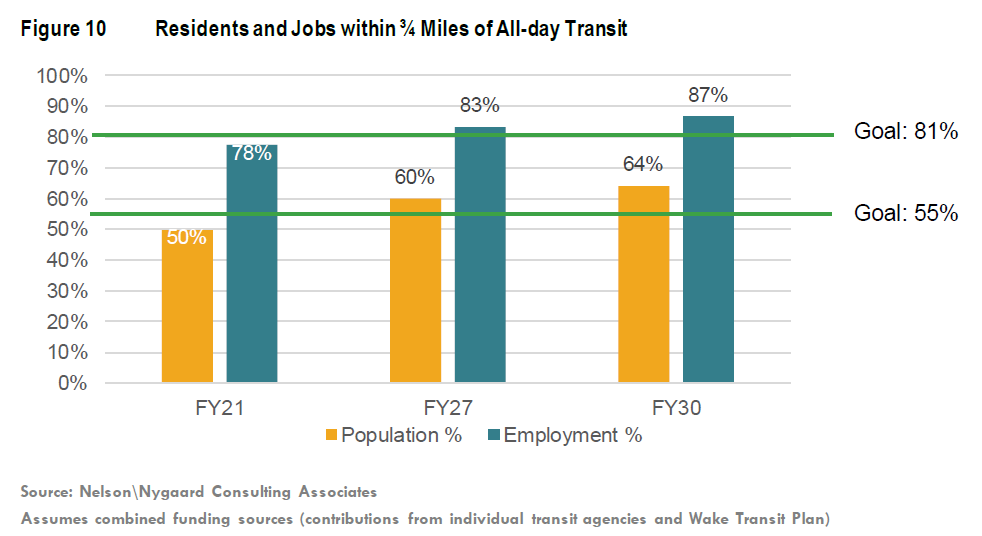 Figure 10 Residents and Jobs within ¾ Miles of All-day Transit
100%
90%
80%
70%
60%
50%
40%
30%
20%
10%
0%
50%
78%
60%
83%
64%
87%
Goal: 81%
Goal: 55%
FY21 FY27 FY30
Population % Employment %
Source: Nelson\Nygaard Consulting Associates
Assumes combined funding sources (contributions from individual transit agencies and Wake Transit Plan)